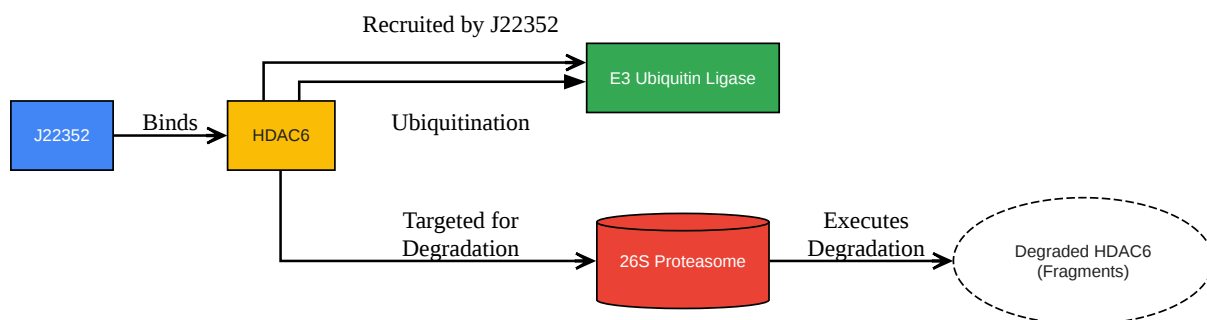 Recruited by J22352
E3 Ubiquitin Ligase
J22352
Binds
HDAC6
Ubiquitination
Targeted for
Degradation
26S Proteasome
Executes
Degradation
Degraded HDAC6
(Fragments)